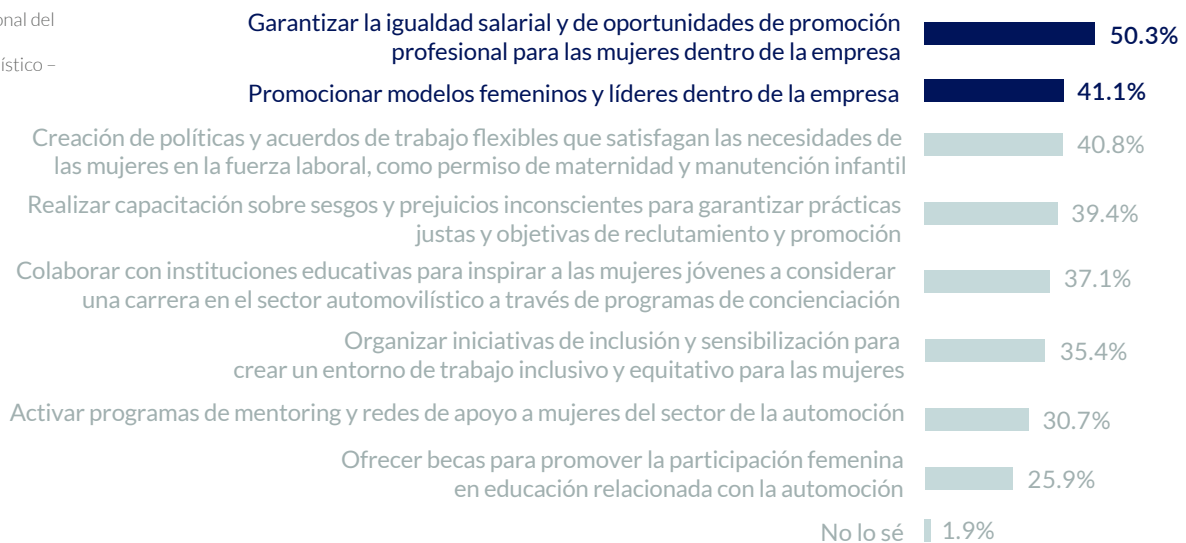 onal del
ístico –
Garantizar la igualdad salarial y de oportunidades de promoción
profesional para las mujeres dentro de la empresa
50.3%
Promocionar modelos femeninos y líderes dentro de la empresa
41.1%
Creación de políticas y acuerdos de trabajo flexibles que satisfagan las necesidades de
las mujeres en la fuerza laboral, como permiso de maternidad y manutención infantil
40.8%
Realizar capacitación sobre sesgos y prejuicios inconscientes para garantizar prácticas
justas y objetivas de reclutamiento y promoción
39.4%
Colaborar con instituciones educativas para inspirar a las mujeres jóvenes a considerar
una carrera en el sector automovilístico a través de programas de concienciación
37.1%
Organizar iniciativas de inclusión y sensibilización para
crear un entorno de trabajo inclusivo y equitativo para las mujeres
35.4%
Activar programas de mentoring y redes de apoyo a mujeres del sector de la automoción
30.7%
Ofrecer becas para promover la participación femenina
en educación relacionada con la automoción
25.9%
No lo sé
1.9%